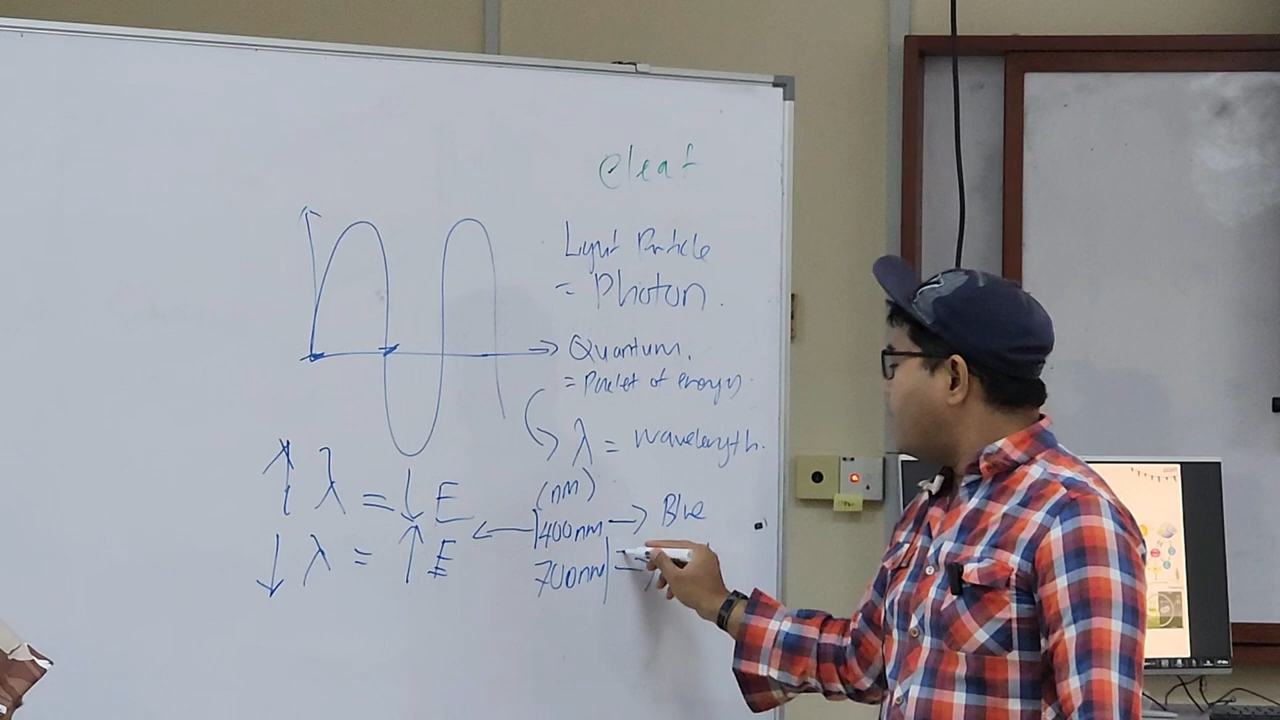 eleaf
Light Particle
= Photon.
Quantum.
= Packet of energy
λ = wavelength.
(nm)
↑ λ = ↓ E
← 400nm → Blue
↓ λ = ↑ E
700nm →